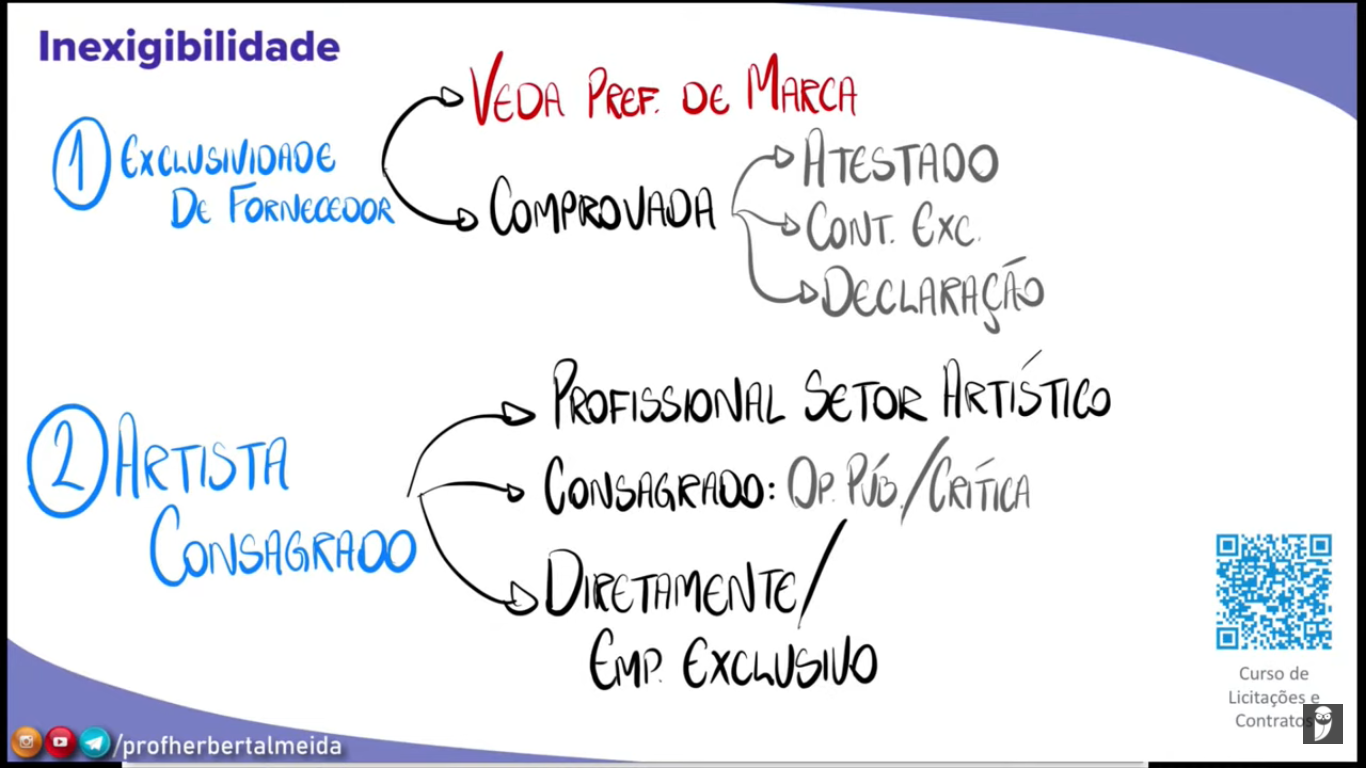 Inexigibilidade
VEDA PREF. DE MARCA
1 EXCLUSIVIDADE
DE FORNECEDOR
COMPROVADA
ATESTADO
CONT. EXC.
DECLARAÇÃO
2 ARTISTA
CONSAGRADO
PROFISSIONAL SETOR ARTÍSTICO
CONSAGRADO: OP. PÚB./CRÍTICA
DIRETAMENTE/
EMP. EXCLUSIVO
Curso de
Licitações e
Contratos
/profherbertalmeida